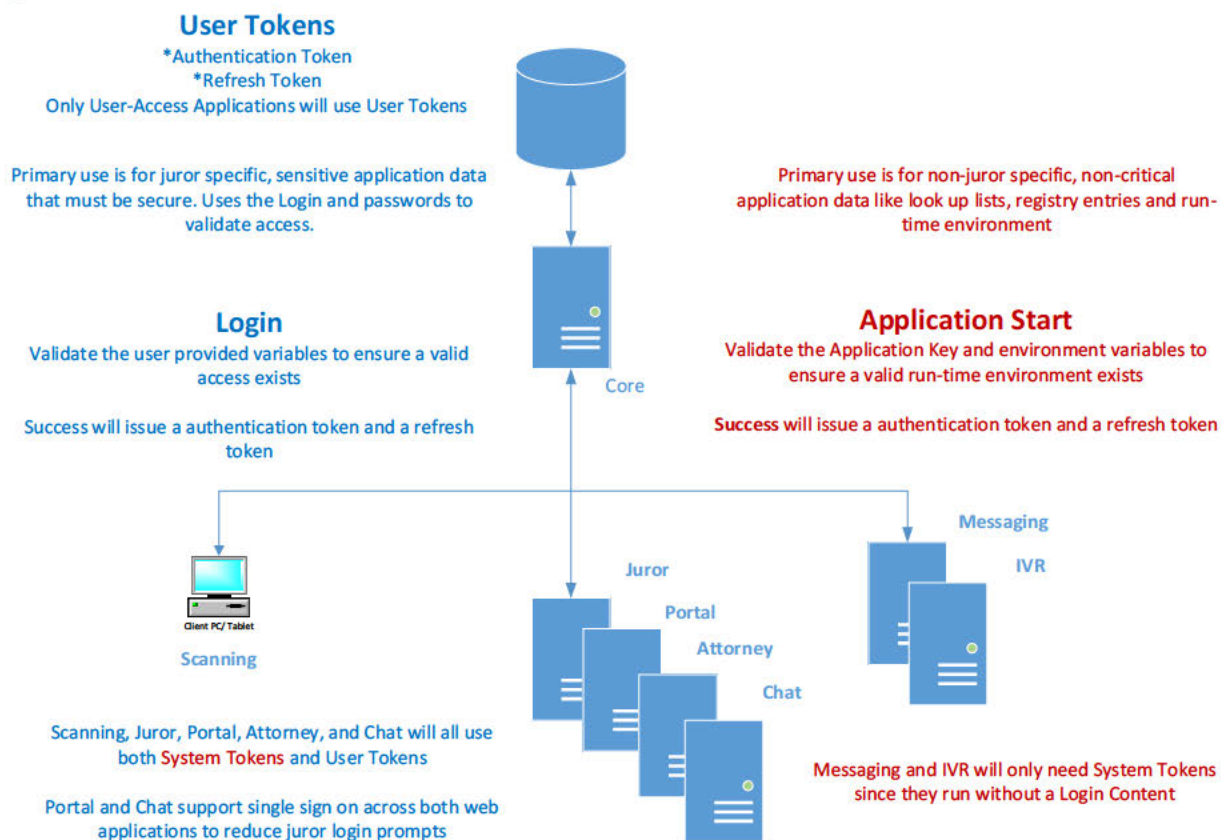 User Tokens
*Authentication Token
*Refresh Token
Only User-Access Applications will use User Tokens
Primary use is for juror specific, sensitive application data
that must be secure. Uses the Login and passwords to
validate access.
Primary use is for non-juror specific, non-critical
application data like look up lists, registry entries and run-
time environment
Login
Validate the user provided variables to ensure a valid
access exists
Success will issue a authentication token and a refresh
token
Core
Application Start
Validate the Application Key and environment variables to
ensure a valid run-time environment exists
Success will issue a authentication token and a refresh token
Client PC/ Tablet
Scanning
Juror
Portal
Attorney
Chat
Messaging
IVR
Scanning, Juror, Portal, Attorney, and Chat will all use
both System Tokens and User Tokens
Portal and Chat support single sign on across both web
applications to reduce juror login prompts
Messaging and IVR will only need System Tokens
since they run without a Login Content